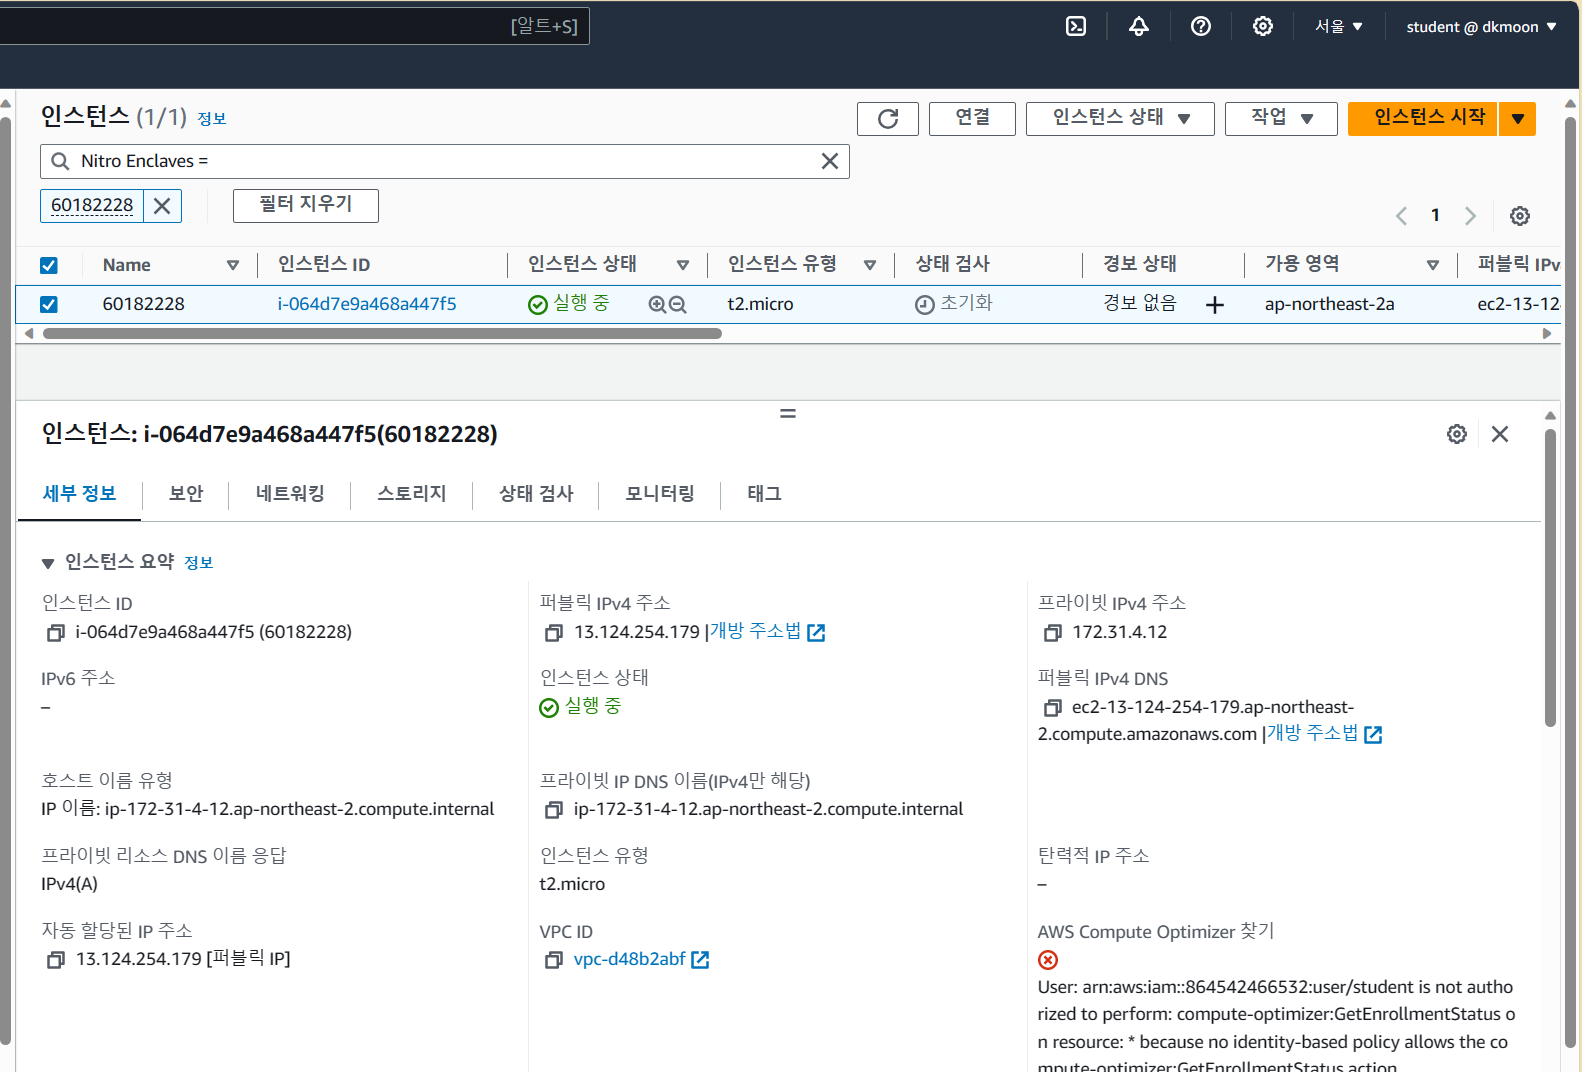 [알트+S]
서울 ▼
student @ dkmoon ▼
인스턴스 (1/1) 정보
연결
인스턴스 상태 ▼
작업 ▼
인스턴스 시작
Nitro Enclaves =
60182228
필터 지우기
1
Name
인스턴스 ID
인스턴스 상태
인스턴스 유형
상태 검사
경보 상태
가용 영역
퍼블릭 IPv
60182228
i-064d7e9a468a447f5
실행 중
t2.micro
초기화
경보 없음 +
ap-northeast-2a
ec2-13-12
인스턴스: i-064d7e9a468a447f5(60182228)
세부 정보
보안
네트워킹
스토리지
상태 검사
모니터링
태그
▼ 인스턴스 요약 정보
인스턴스 ID
i-064d7e9a468a447f5 (60182228)
퍼블릭 IPv4 주소
13.124.254.179 |개방 주소법
프라이빗 IPv4 주소
172.31.4.12
IPv6 주소
–
인스턴스 상태
실행 중
퍼블릭 IPv4 DNS
ec2-13-124-254-179.ap-northeast-
2.compute.amazonaws.com |개방 주소법
호스트 이름 유형
IP 이름: ip-172-31-4-12.ap-northeast-2.compute.internal
프라이빗 IP DNS 이름(IPv4만 해당)
ip-172-31-4-12.ap-northeast-2.compute.internal
프라이빗 리소스 DNS 이름 응답
IPv4(A)
인스턴스 유형
t2.micro
탄력적 IP 주소
–
자동 할당된 IP 주소
13.124.254.179 [퍼블릭 IP]
VPC ID
vpc-d48b2abf
AWS Compute Optimizer 찾기
User: arn:aws:iam::864542466532:user/student is not autho
rized to perform: compute-optimizer:GetEnrollmentStatus o
n resource: * because no identity-based policy allows the co
mpute-optimizer:GetEnrollmentStatus action